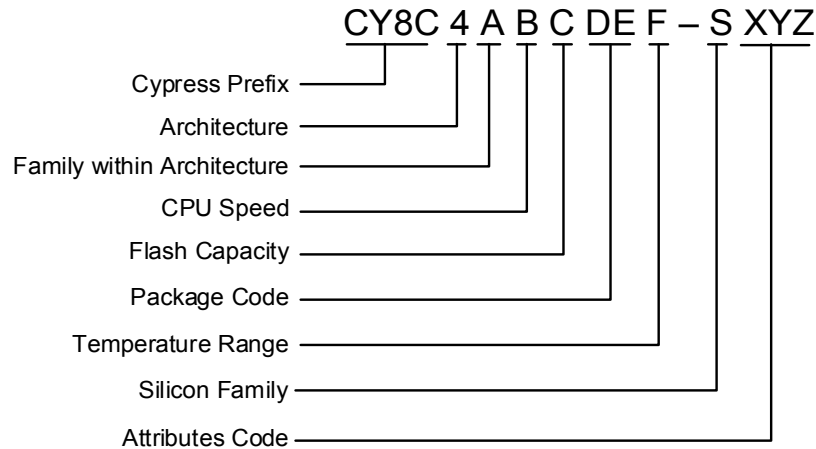 CY8C 4 A B C DE F – S XYZ
Cypress Prefix
Architecture
Family within Architecture
CPU Speed
Flash Capacity
Package Code
Temperature Range
Silicon Family
Attributes Code